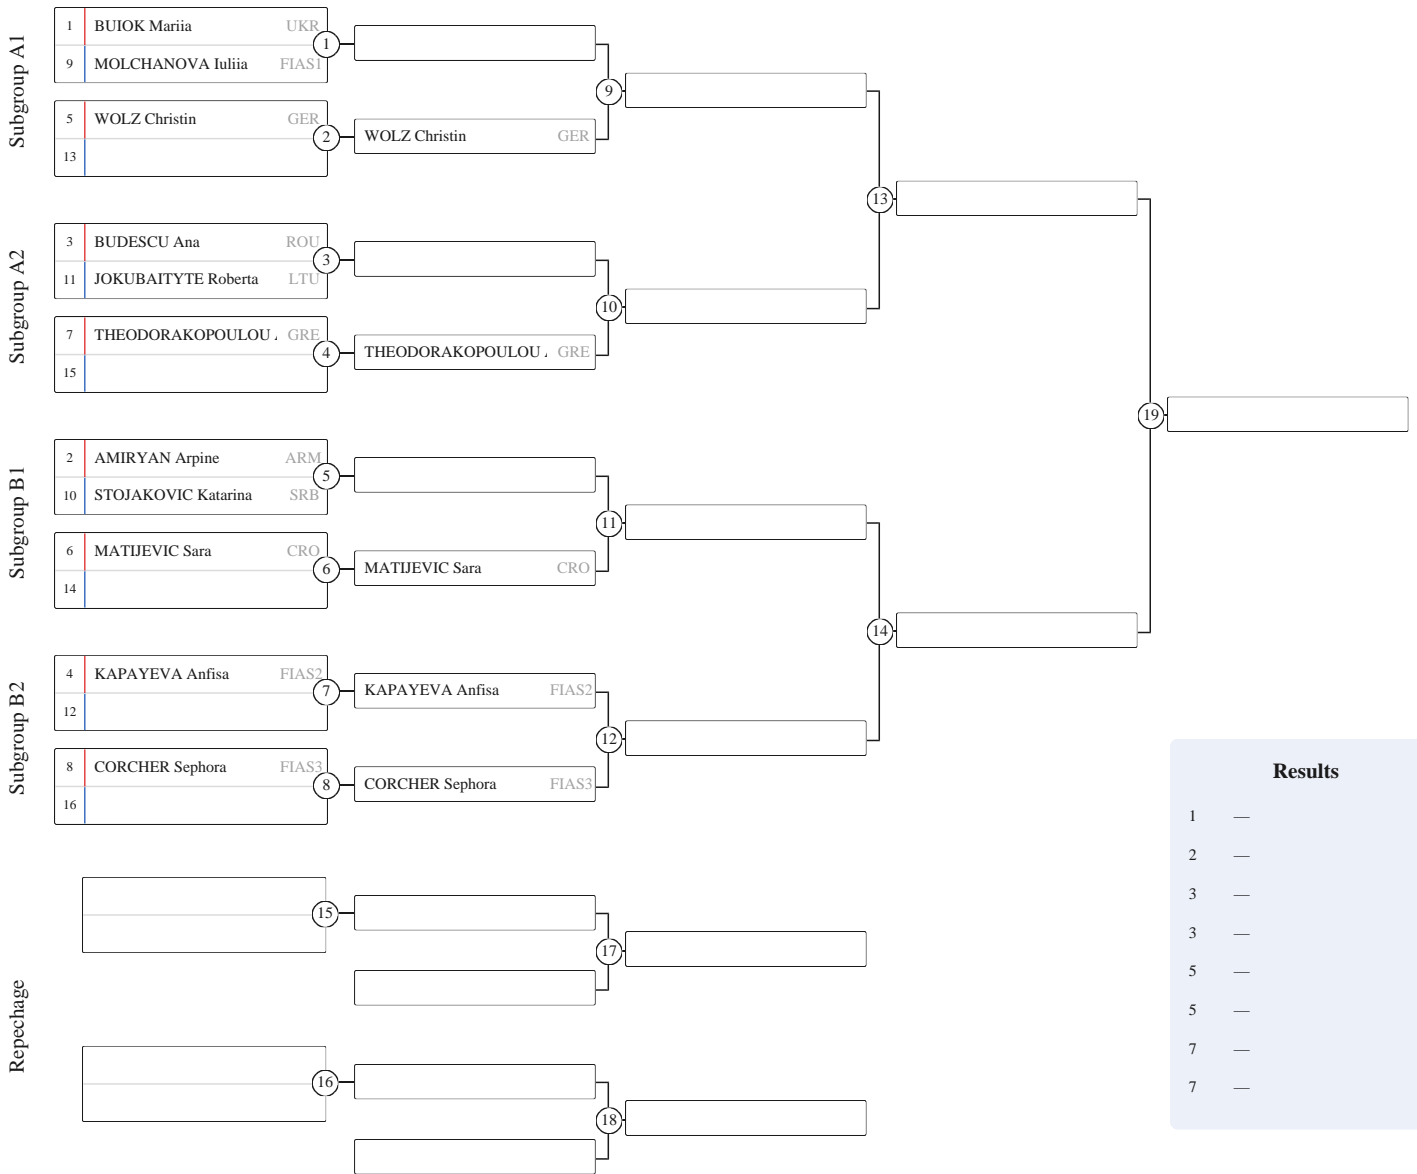 Subgroup A1
1 BUIOK Mariia UKR
9 MOLCHANOVA Iuliia FIAS1
1
5 WOLZ Christin GER
13
2
WOLZ Christin GER
9
Subgroup A2
3 BUDESCU Ana ROU
11 JOKUBAITYTE Roberta LTU
3
7 THEODORAKOPOULOU GRE
15
4
THEODORAKOPOULOU GRE
10
13
Subgroup B1
2 AMIRYAN Arpine ARM
10 STOJAKOVIC Katarina SRB
5
6 MATIJEVIC Sara CRO
14
6
MATIJEVIC Sara CRO
11
Subgroup B2
4 KAPAYEVA Anfisa FIAS2
12
7
KAPAYEVA Anfisa FIAS2
8 CORCHER Sephora FIAS3
16
8
CORCHER Sephora FIAS3
12
14
19
Repechage
15
17
16
18
Results
1 —
2 —
3 —
3 —
5 —
5 —
7 —
7 —